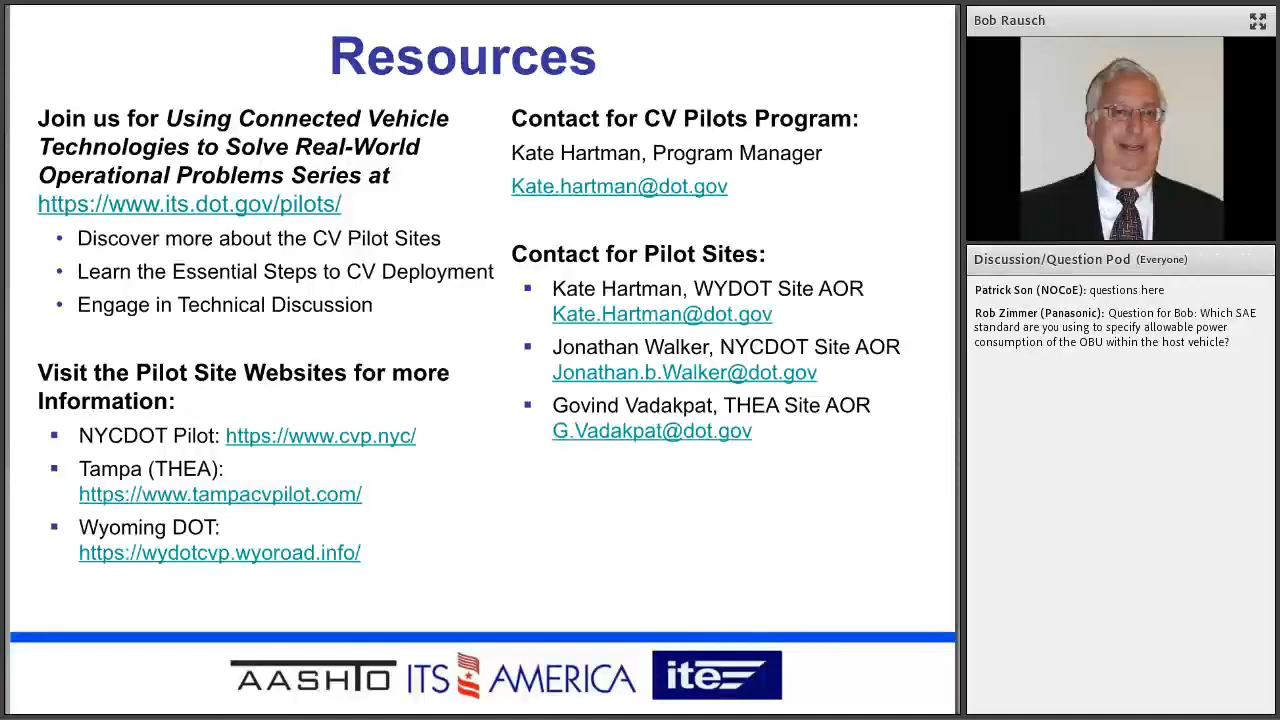 Resources
Join us for Using Connected Vehicle
Technologies to Solve Real-World
Operational Problems Series at
https://www.its.dot.gov/pilots/
• Discover more about the CV Pilot Sites
• Learn the Essential Steps to CV Deployment
• Engage in Technical Discussion
Visit the Pilot Site Websites for more
Information:
▪ NYCDOT Pilot: https://www.cvp.nyc/
▪ Tampa (THEA):
https://www.tampacvpilot.com/
▪ Wyoming DOT:
https://wydotcvp.wyoroad.info/
Contact for CV Pilots Program:
Kate Hartman, Program Manager
Kate.hartman@dot.gov
Contact for Pilot Sites:
▪ Kate Hartman, WYDOT Site AOR
Kate.Hartman@dot.gov
▪ Jonathan Walker, NYCDOT Site AOR
Jonathan.b.Walker@dot.gov
▪ Govind Vadakpat, THEA Site AOR
G.Vadakpat@dot.gov
AASHTO ITS AMERICA ite
Bob Rausch
Discussion/Question Pod (Everyone)
Patrick Son (NOCoE): questions here
Rob Zimmer (Panasonic): Question for Bob: Which SAE
standard are you using to specify allowable power
consumption of the OBU within the host vehicle?